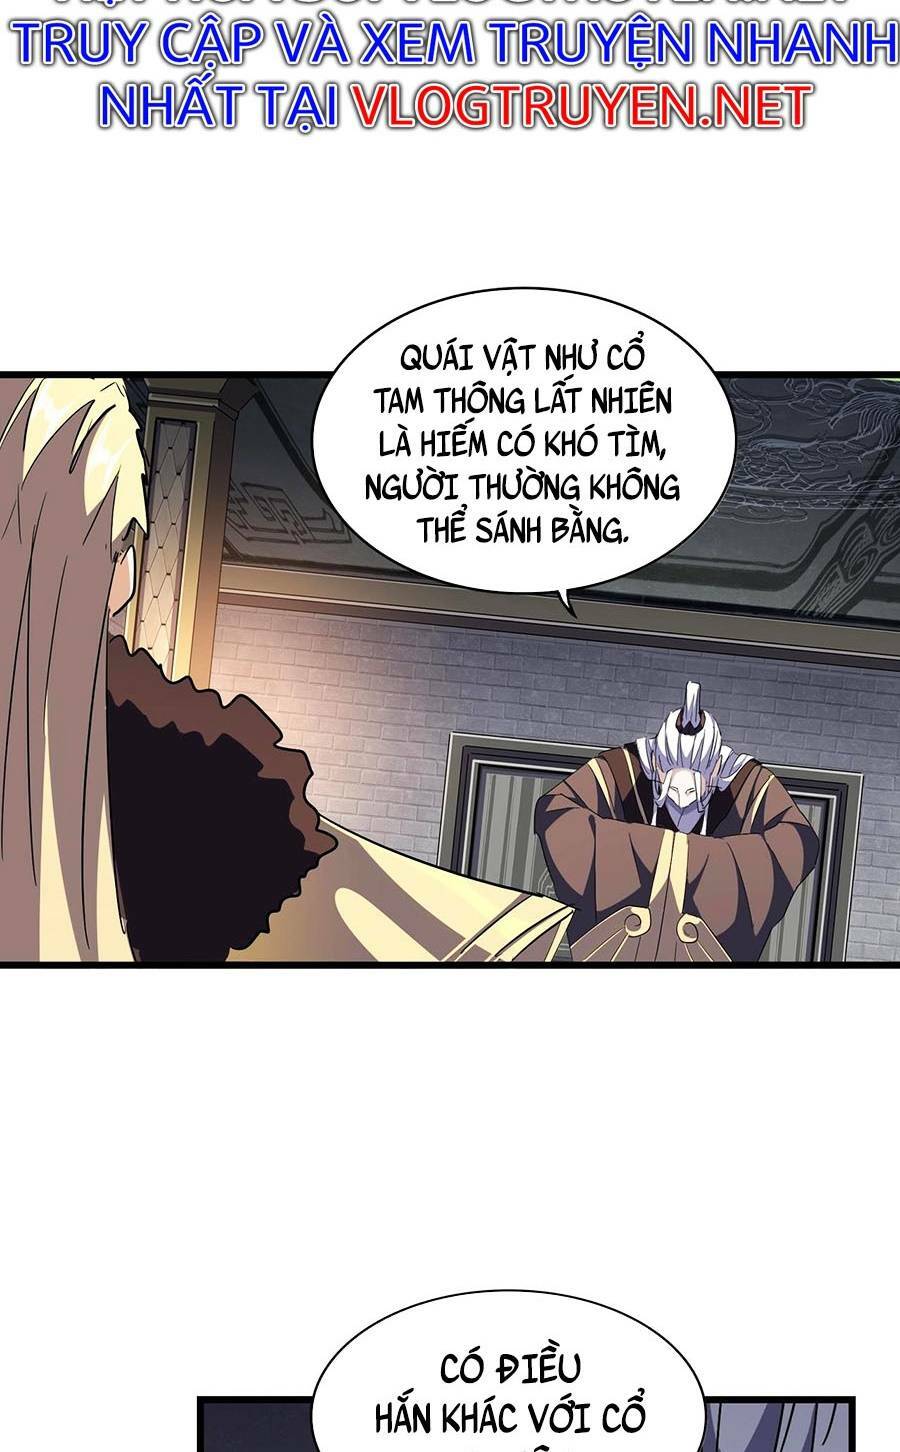 TRUY CẬP VÀ XEM TRUYỆN NHANH
NHẤT TẠI VLOGTRUYEN.NET
QUÁI VẬT NHƯ CỔ
TAM THÔNG LẤT NHIÊN
LÀ HIẾM CÓ KHÓ TÌM,
NGƯỜI THƯỜNG KHÔNG
THỂ SÁNH BẰNG.
CÓ ĐIỀU
HẮN KHÁC VỚI CỔ